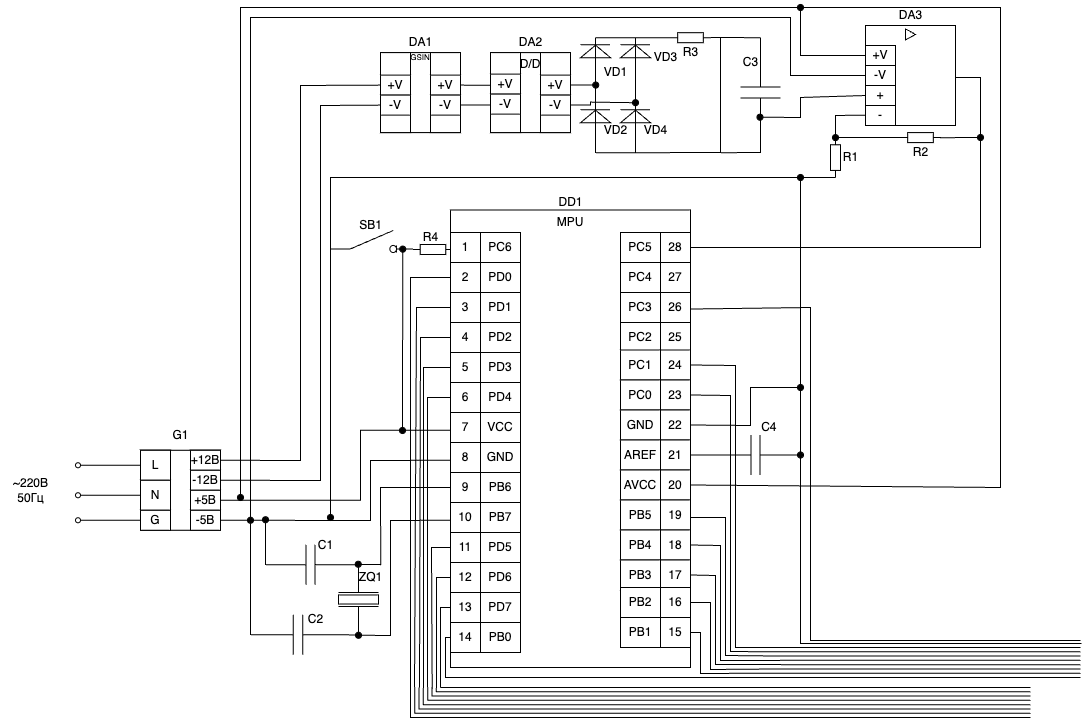 DA3
DA1
GSIN
+V
-V
+V
-V
DA2
D/D
+V
-V
+V
-V
VD1
VD3
VD2
VD4
R3
C3
+V
-V
+
-
R1
R2
SB1
R4
DD1
MPU
1 PC6
2 PD0
3 PD1
4 PD2
5 PD3
6 PD4
7 VCC
8 GND
9 PB6
10 PB7
11 PD5
12 PD6
13 PD7
14 PB0
PC5 28
PC4 27
PC3 26
PC2 25
PC1 24
PC0 23
GND 22
AREF 21
AVCC 20
PB5 19
PB4 18
PB3 17
PB2 16
PB1 15
C4
G1
~220В
50Гц
L
N
G
+12В
-12В
+5В
-5В
C1
ZQ1
C2